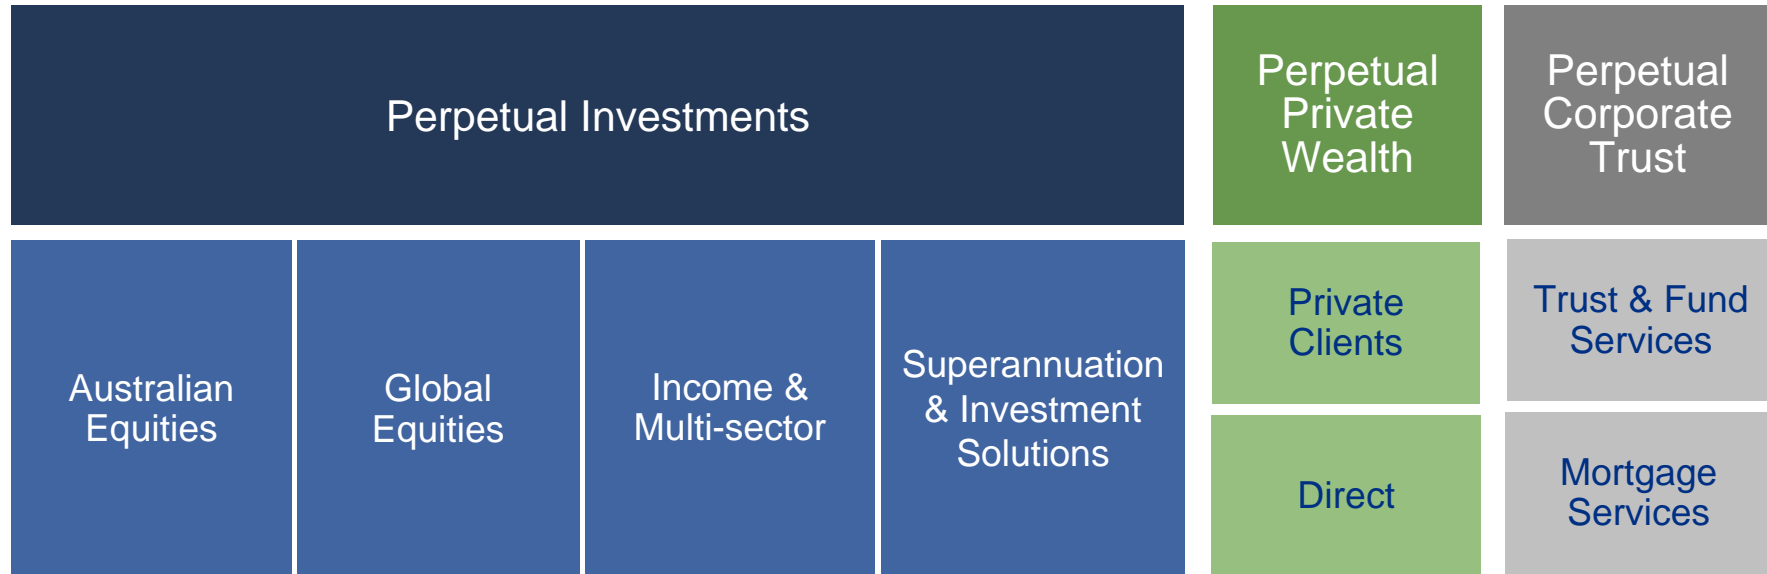 Perpetual Investments
Perpetual
Private
Wealth
Perpetual
Corporate
Trust
Australian
Equities
Global
Equities
Income &
Multi-sector
Superannuation
& Investment
Solutions
Private
Clients
Direct
Trust & Fund
Services
Mortgage
Services